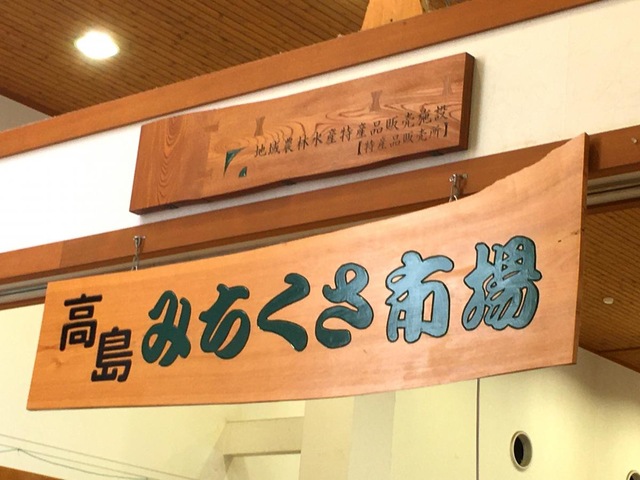 地域農林水産特産品販売施設
【特産品販売所】
高島みちくさ市場